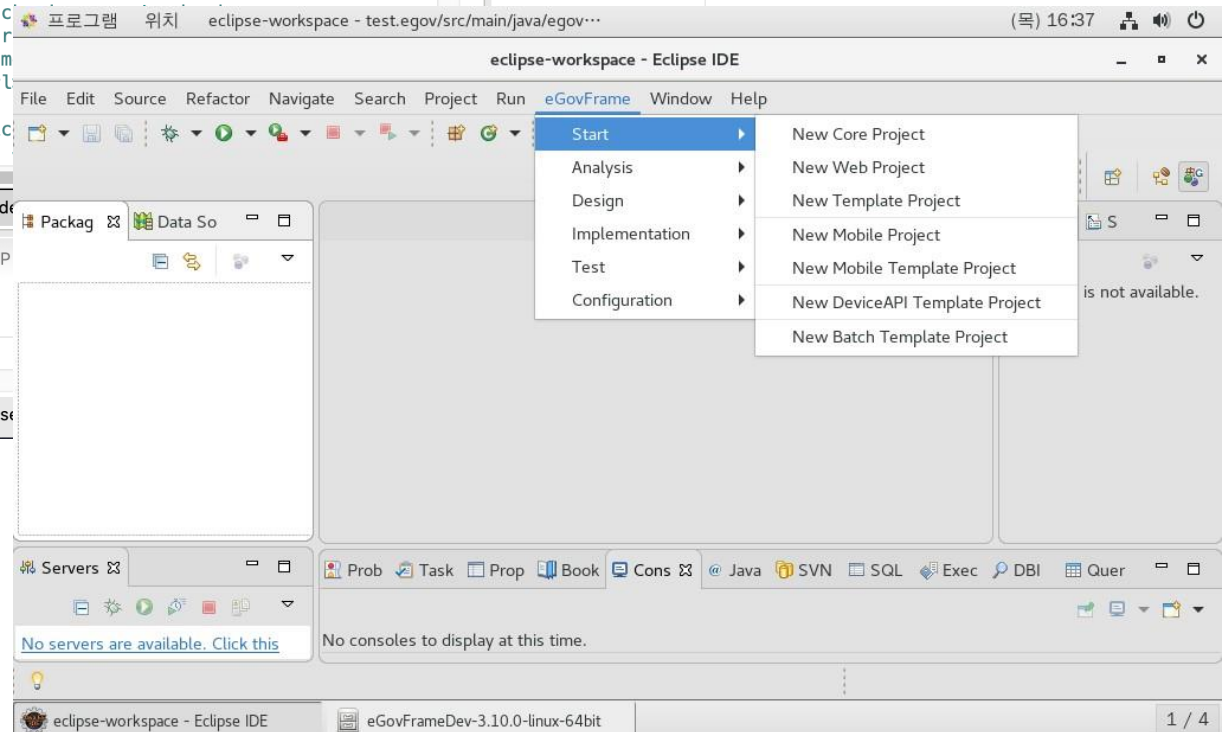 프로그램 위치 eclipse-workspace - test.egov/src/main/java/egov··· (목) 16:37
eclipse-workspace - Eclipse IDE
File Edit Source Refactor Navigate Search Project Run eGovFrame Window Help
Start
Analysis
Design
Implementation
Test
Configuration
New Core Project
New Web Project
New Template Project
New Mobile Project
New Mobile Template Project
New DeviceAPI Template Project
New Batch Template Project
Packag Data So
S
is not available.
Servers
No servers are available. Click this
Prob Task Prop Book Cons Java SVN SQL Exec DBI Quer
No consoles to display at this time.
eclipse-workspace - Eclipse IDE eGovFrameDev-3.10.0-linux-64bit 1 / 4